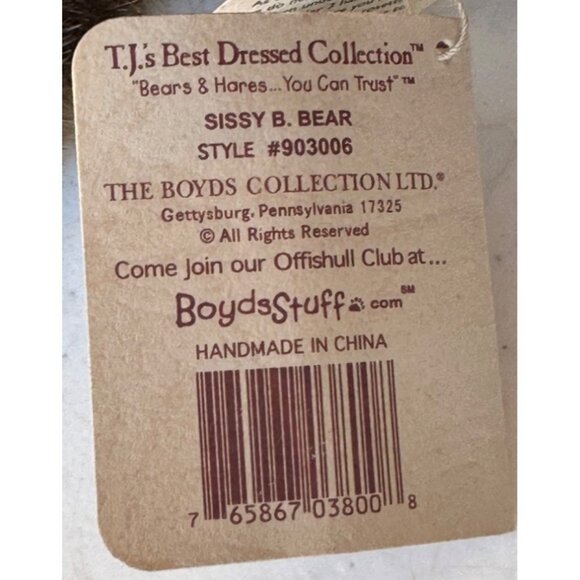 T.J.'s Best Dressed Collection™
"Bears & Hares...You Can Trust"™
SISSY B. BEAR
STYLE #903006
THE BOYDS COLLECTION LTD.®
Gettysburg, Pennsylvania 17325
© All Rights Reserved
Come Join our Offishull Club at...
BoydsStuff.com℠
HANDMADE IN CHINA
7 65867 03800 8